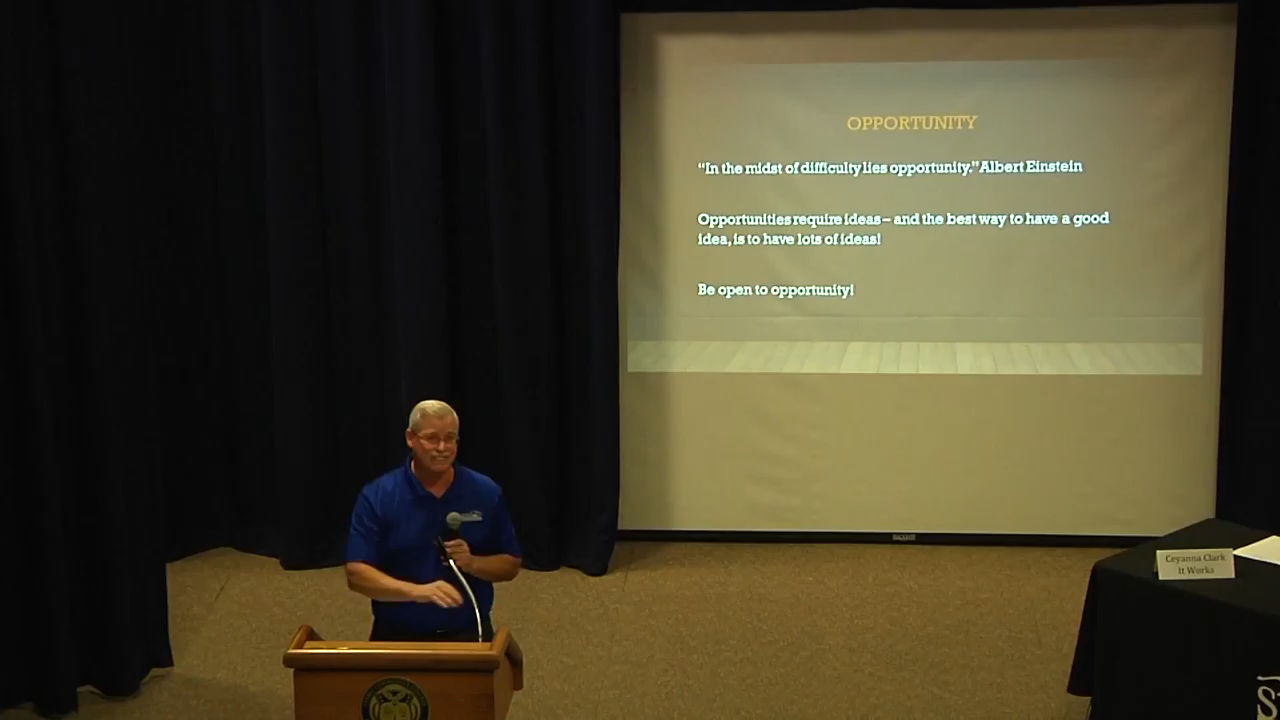 OPPORTUNITY
“In the midst of difficulty lies opportunity.” Albert Einstein
Opportunities require ideas – and the best way to have a good
idea, is to have lots of ideas!
Be open to opportunity!
Ceyanna Clark
It Works